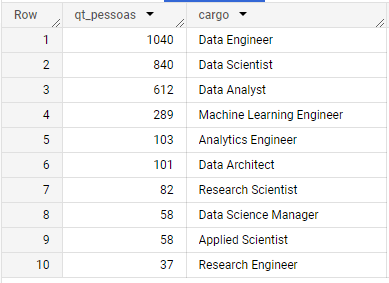 Row qt_pessoas cargo
1 1040 Data Engineer
2 840 Data Scientist
3 612 Data Analyst
4 289 Machine Learning Engineer
5 103 Analytics Engineer
6 101 Data Architect
7 82 Research Scientist
8 58 Data Science Manager
9 58 Applied Scientist
10 37 Research Engineer